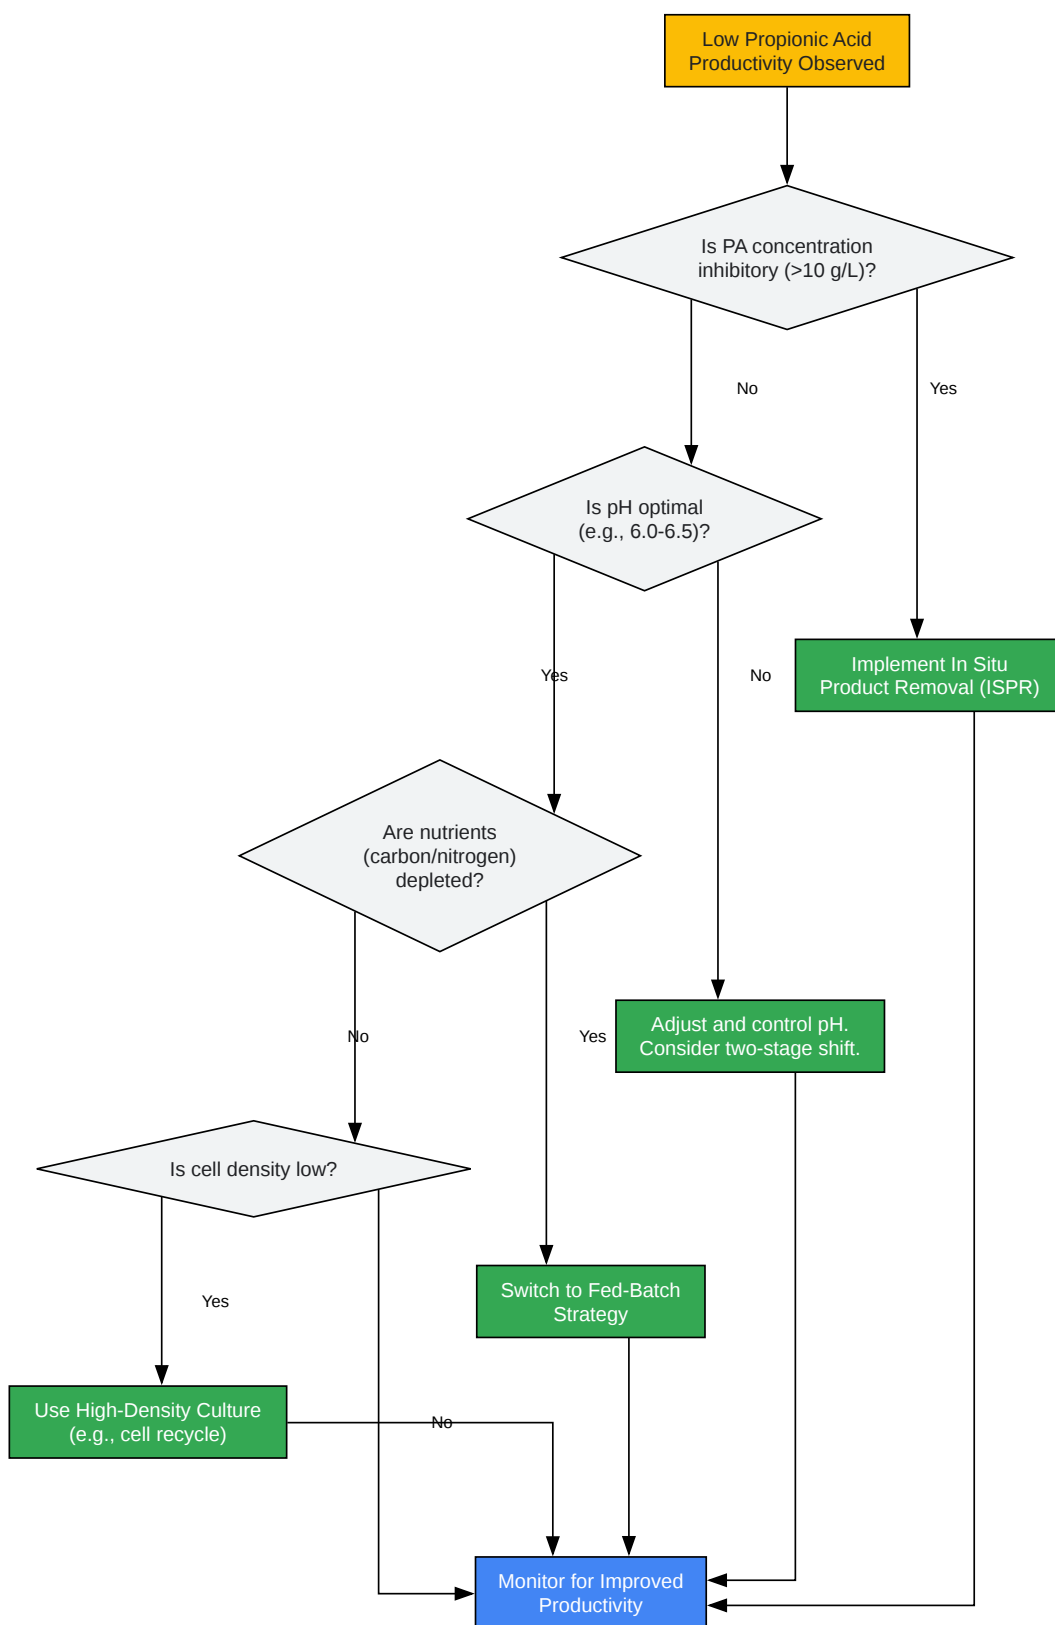 Low Propionic Acid
Productivity Observed
Is PA concentration
inhibitory (>10 g/L)?
No
Yes
Is pH optimal
(e.g., 6.0-6.5)?
Yes
No
Implement In Situ
Product Removal (ISPR)
Are nutrients
(carbon/nitrogen)
depleted?
No
Yes
Adjust and control pH.
Consider two-stage shift.
Is cell density low?
Yes
Switch to Fed-Batch
Strategy
Use High-Density Culture
(e.g., cell recycle)
No
Monitor for Improved
Productivity